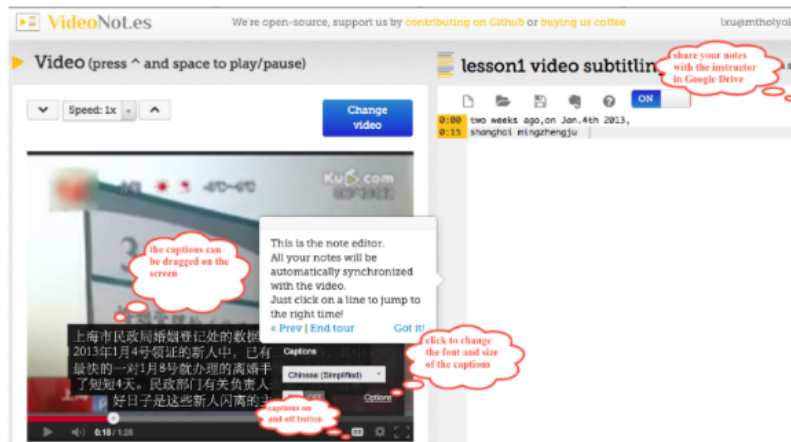 VideoNot.es
We're open-source, support us by contributing on Github or buying us coffee
Video (press ^ and space to play/pause)
Speed: 1x
Change
video
Ku6.com
the captions can
be dragged on the
screen
上海市民政局婚姻登记处的数据
2013年1月4号领证的新人中，已有
最快的一对1月8号就办理的离婚手
了短短4天。民政部门有关负责人
好日子是这些新人闪离的主
This is the note editor.
All your notes will be
automatically synchronized
with the video.
Just click on a line to jump to
the right time!
« Prev | End tour
Got it!
Captions
Chinese (Simplified)
OFF
Options
captions on
and off button
click to change
the font and size
of the captions
0:18 / 1:28
lesson1 video subtitling
share your notes
with the instructor
in Google Drive
ON
0:00 two weeks ago,on Jan.4th 2013,
0:15 shanghai mingzhengju